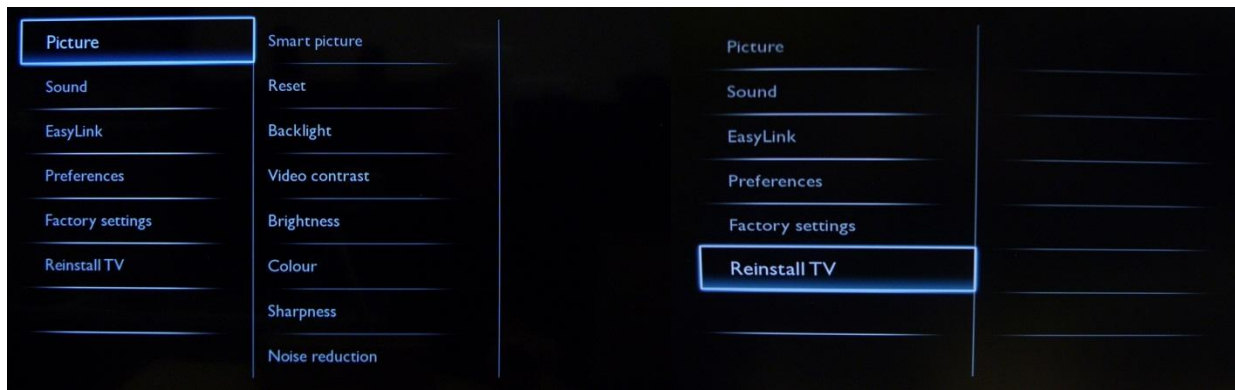 Picture
Sound
EasyLink
Preferences
Factory settings
Reinstall TV
Smart picture
Reset
Backlight
Video contrast
Brightness
Colour
Sharpness
Noise reduction
Picture
Sound
EasyLink
Preferences
Factory settings
Reinstall TV